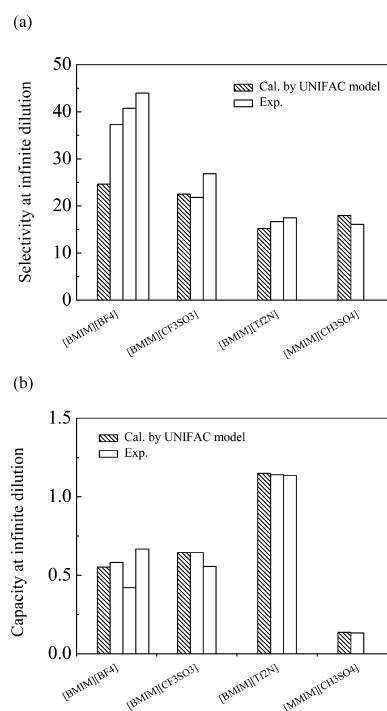 (a)
50
40
30
20
10
0
Selectivity at infinite dilution
Cal. by UNIFAC model
Exp.
[BMIM][BF4]
[BMIM][CF3SO3]
[BMIM][Tf2N]
[MMIM][CH3SO4]
(b)
1.5
1.0
0.5
0.0
Capacity at infinite dilution
Cal. by UNIFAC model
Exp.
[BMIM][BF4]
[BMIM][CF3SO3]
[BMIM][Tf2N]
[MMIM][CH3SO4]